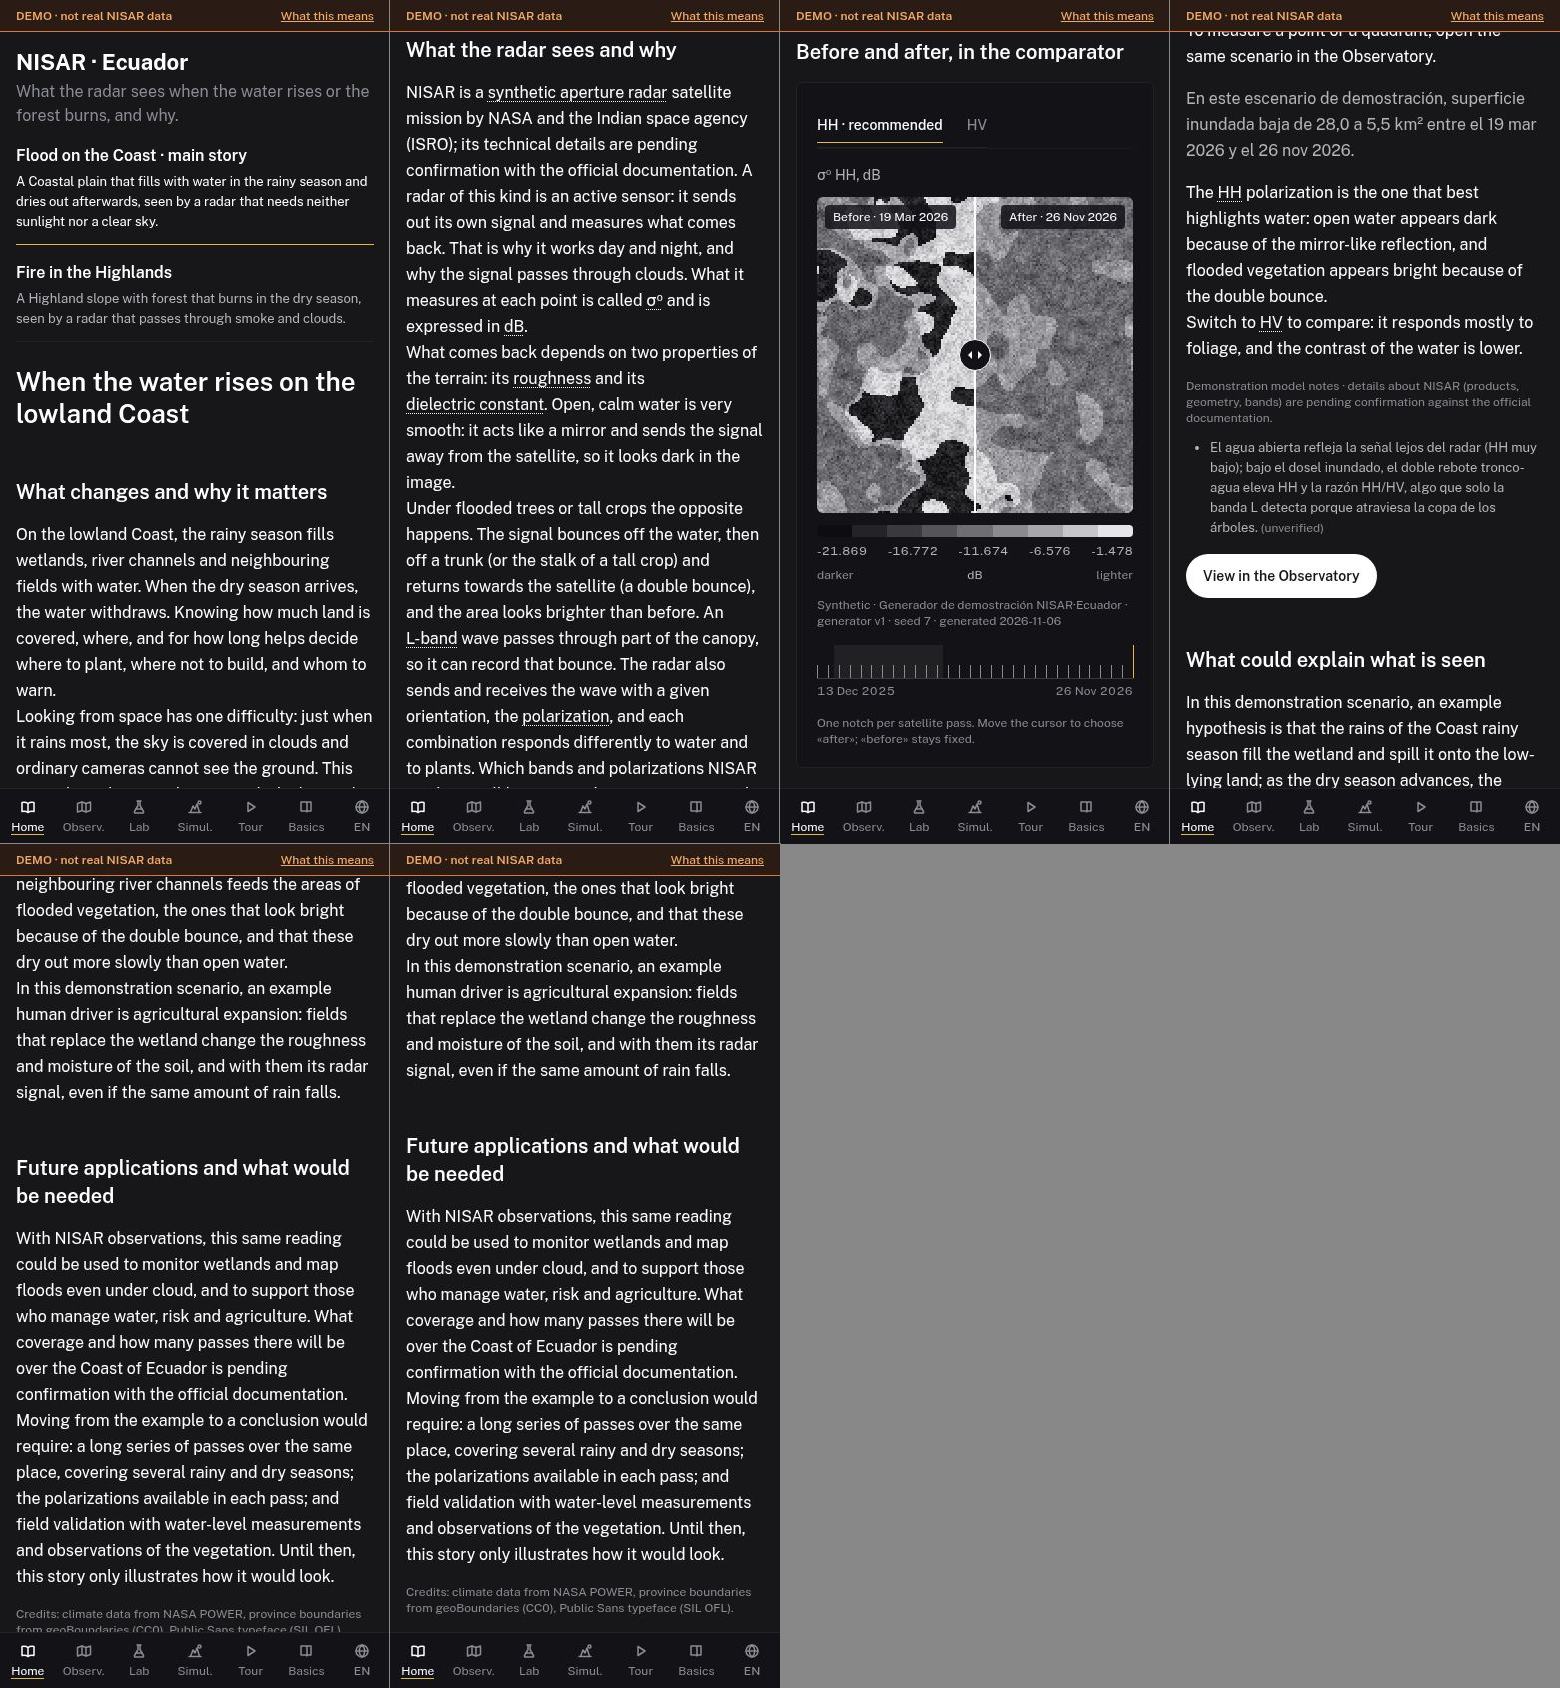 DEMO · not real NISAR data What this means
NISAR · Ecuador
What the radar sees when the water rises or the
forest burns, and why.
Flood on the Coast · main story
A Coastal plain that fills with water in the rainy season and
dries out afterwards, seen by a radar that needs neither
sunlight nor a clear sky.
Fire in the Highlands
A Highland slope with forest that burns in the dry season,
seen by a radar that passes through smoke and clouds.
When the water rises on the
lowland Coast
What changes and why it matters
On the lowland Coast, the rainy season fills
wetlands, river channels and neighbouring
fields with water. When the dry season arrives,
the water withdraws. Knowing how much land is
covered, where, and for how long helps decide
where to plant, where not to build, and whom to
warn.
Looking from space has one difficulty: just when
it rains most, the sky is covered in clouds and
ordinary cameras cannot see the ground. This
Home Observ. Lab Simul. Tour Basics EN
DEMO · not real NISAR data What this means
What the radar sees and why
NISAR is a synthetic aperture radar satellite
mission by NASA and the Indian space agency
(ISRO); its technical details are pending
confirmation with the official documentation. A
radar of this kind is an active sensor: it sends
out its own signal and measures what comes
back. That is why it works day and night, and
why the signal passes through clouds. What it
measures at each point is called σº and is
expressed in dB.
What comes back depends on two properties of
the terrain: its roughness and its
dielectric constant. Open, calm water is very
smooth: it acts like a mirror and sends the signal
away from the satellite, so it looks dark in the
image.
Under flooded trees or tall crops the opposite
happens. The signal bounces off the water, then
off a trunk (or the stalk of a tall crop) and
returns towards the satellite (a double bounce),
and the area looks brighter than before. An
L-band wave passes through part of the canopy,
so it can record that bounce. The radar also
sends and receives the wave with a given
orientation, the polarization, and each
combination responds differently to water and
to plants. Which bands and polarizations NISAR
Home Observ. Lab Simul. Tour Basics EN
DEMO · not real NISAR data What this means
Before and after, in the comparator
HH · recommended HV
σº HH, dB
Before · 19 Mar 2026 After · 26 Nov 2026
-21.869 -16.772 -11.674 -6.576 -1.478
darker dB lighter
Synthetic · Generador de demostración NISAR·Ecuador ·
generator v1 · seed 7 · generated 2026-11-06
13 Dec 2025 26 Nov 2026
One notch per satellite pass. Move the cursor to choose
«after»; «before» stays fixed.
Home Observ. Lab Simul. Tour Basics EN
DEMO · not real NISAR data What this means
To measure a point or a quadrant, open the
same scenario in the Observatory.
En este escenario de demostración, superficie
inundada baja de 28,0 a 5,5 km² entre el 19 mar
2026 y el 26 nov 2026.
The HH polarization is the one that best
highlights water: open water appears dark
because of the mirror-like reflection, and
flooded vegetation appears bright because of
the double bounce.
Switch to HV to compare: it responds mostly to
foliage, and the contrast of the water is lower.
Demonstration model notes · details about NISAR (products,
geometry, bands) are pending confirmation against the official
documentation.
• El agua abierta refleja la señal lejos del radar (HH muy
bajo); bajo el dosel inundado, el doble rebote tronco-
agua eleva HH y la razón HH/HV, algo que solo la
banda L detecta porque atraviesa la copa de los
árboles. (unverified)
View in the Observatory
What could explain what is seen
In this demonstration scenario, an example
hypothesis is that the rains of the Coast rainy
season fill the wetland and spill it onto the low-
lying land; as the dry season advances, the
Home Observ. Lab Simul. Tour Basics EN
DEMO · not real NISAR data What this means
neighbouring river channels feeds the areas of
flooded vegetation, the ones that look bright
because of the double bounce, and that these
dry out more slowly than open water.
In this demonstration scenario, an example
human driver is agricultural expansion: fields
that replace the wetland change the roughness
and moisture of the soil, and with them its radar
signal, even if the same amount of rain falls.
Future applications and what would
be needed
With NISAR observations, this same reading
could be used to monitor wetlands and map
floods even under cloud, and to support those
who manage water, risk and agriculture. What
coverage and how many passes there will be
over the Coast of Ecuador is pending
confirmation with the official documentation.
Moving from the example to a conclusion would
require: a long series of passes over the same
place, covering several rainy and dry seasons;
the polarizations available in each pass; and
field validation with water-level measurements
and observations of the vegetation. Until then,
this story only illustrates how it would look.
Credits: climate data from NASA POWER, province boundaries
from geoBoundaries (CC0), Public Sans typeface (SIL OFL).
Home Observ. Lab Simul. Tour Basics EN
DEMO · not real NISAR data What this means
flooded vegetation, the ones that look bright
because of the double bounce, and that these
dry out more slowly than open water.
In this demonstration scenario, an example
human driver is agricultural expansion: fields
that replace the wetland change the roughness
and moisture of the soil, and with them its radar
signal, even if the same amount of rain falls.
Future applications and what would
be needed
With NISAR observations, this same reading
could be used to monitor wetlands and map
floods even under cloud, and to support those
who manage water, risk and agriculture. What
coverage and how many passes there will be
over the Coast of Ecuador is pending
confirmation with the official documentation.
Moving from the example to a conclusion would
require: a long series of passes over the same
place, covering several rainy and dry seasons;
the polarizations available in each pass; and
field validation with water-level measurements
and observations of the vegetation. Until then,
this story only illustrates how it would look.
Credits: climate data from NASA POWER, province boundaries
from geoBoundaries (CC0), Public Sans typeface (SIL OFL).
Home Observ. Lab Simul. Tour Basics EN